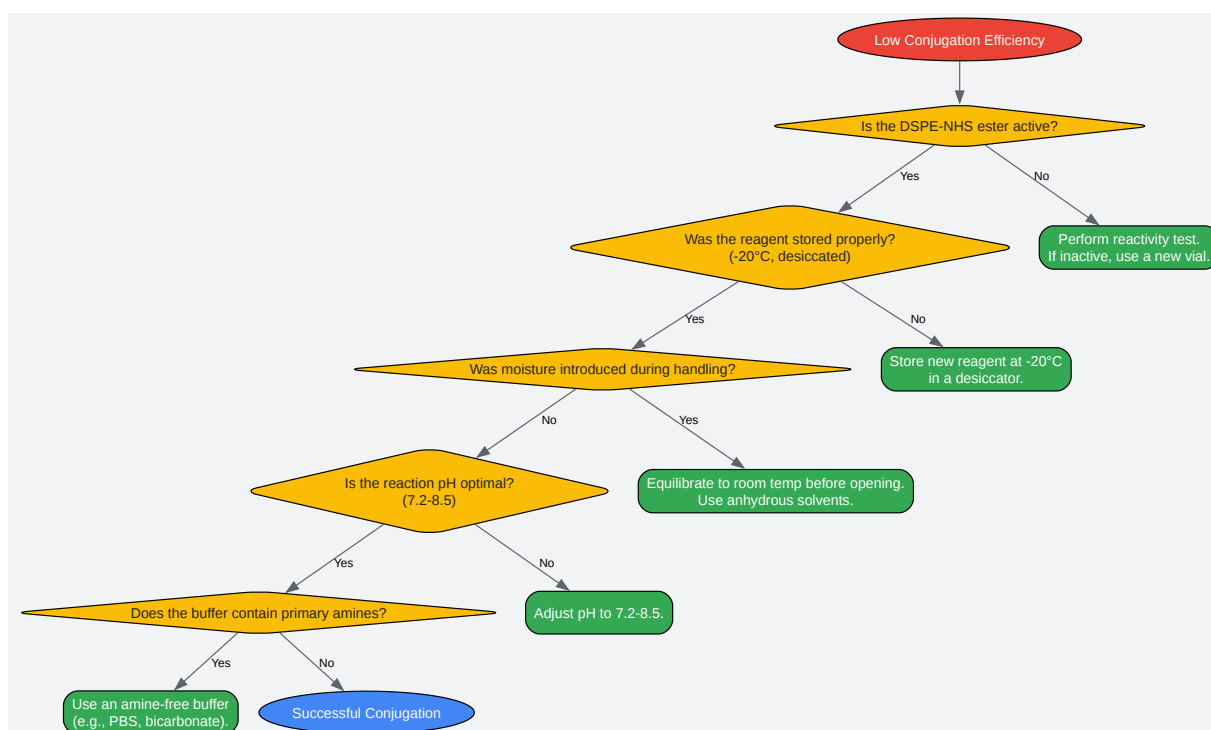 Low Conjugation Efficiency
Is the DSPE-NHS ester active?
Yes
No
Was the reagent stored properly?
(-20°C, desiccated)
Perform reactivity test.
If inactive, use a new vial.
Yes
No
Was moisture introduced during handling?
Store new reagent at -20°C
in a desiccator.
No
Yes
Is the reaction pH optimal?
(7.2-8.5)
Equilibrate to room temp before opening.
Use anhydrous solvents.
Yes
No
Does the buffer contain primary amines?
Adjust pH to 7.2-8.5.
Yes
No
Use an amine-free buffer
(e.g., PBS, bicarbonate).
Successful Conjugation